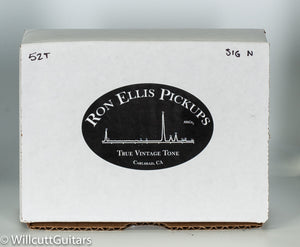 52T
SIG N
RON ELLIS PICKUPS
TRUE VINTAGE TONE
CARLSBAD, CA
©WillcuttGuitars